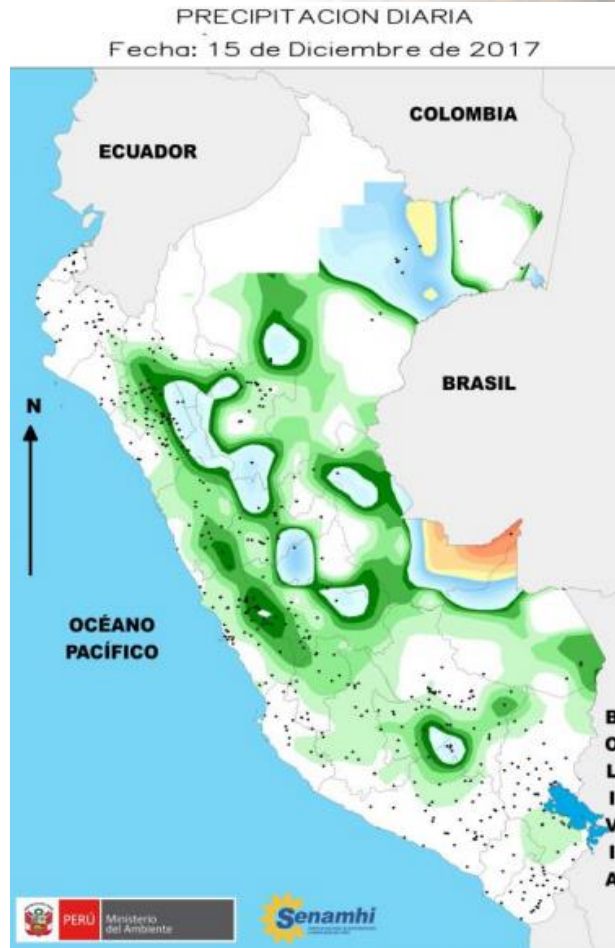 PRECIPITACION DIARIA
Fecha: 15 de Diciembre de 2017
COLOMBIA
ECUADOR
BRASIL
N
OCÉANO
PACÍFICO
B
O
L
I
V
I
A
PERÚ
Ministerio
del Ambiente
Senamhi